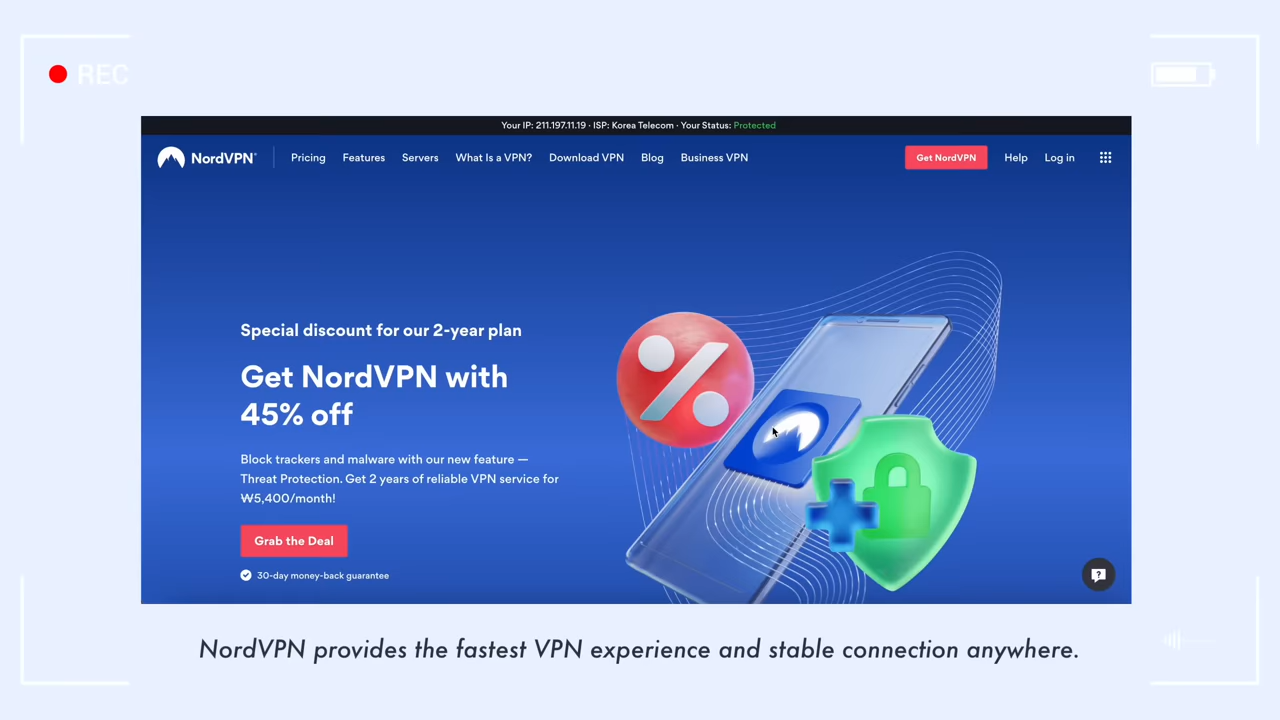 REC
Your IP: 211.197.11.19 · ISP: Korea Telecom · Your Status: Protected
NordVPN® Pricing Features Servers What Is a VPN? Download VPN Blog Business VPN Get NordVPN Help Log in
Special discount for our 2-year plan
Get NordVPN with
45% off
Block trackers and malware with our new feature —
Threat Protection. Get 2 years of reliable VPN service for
₩5,400/month!
Grab the Deal
30-day money-back guarantee
NordVPN provides the fastest VPN experience and stable connection anywhere.